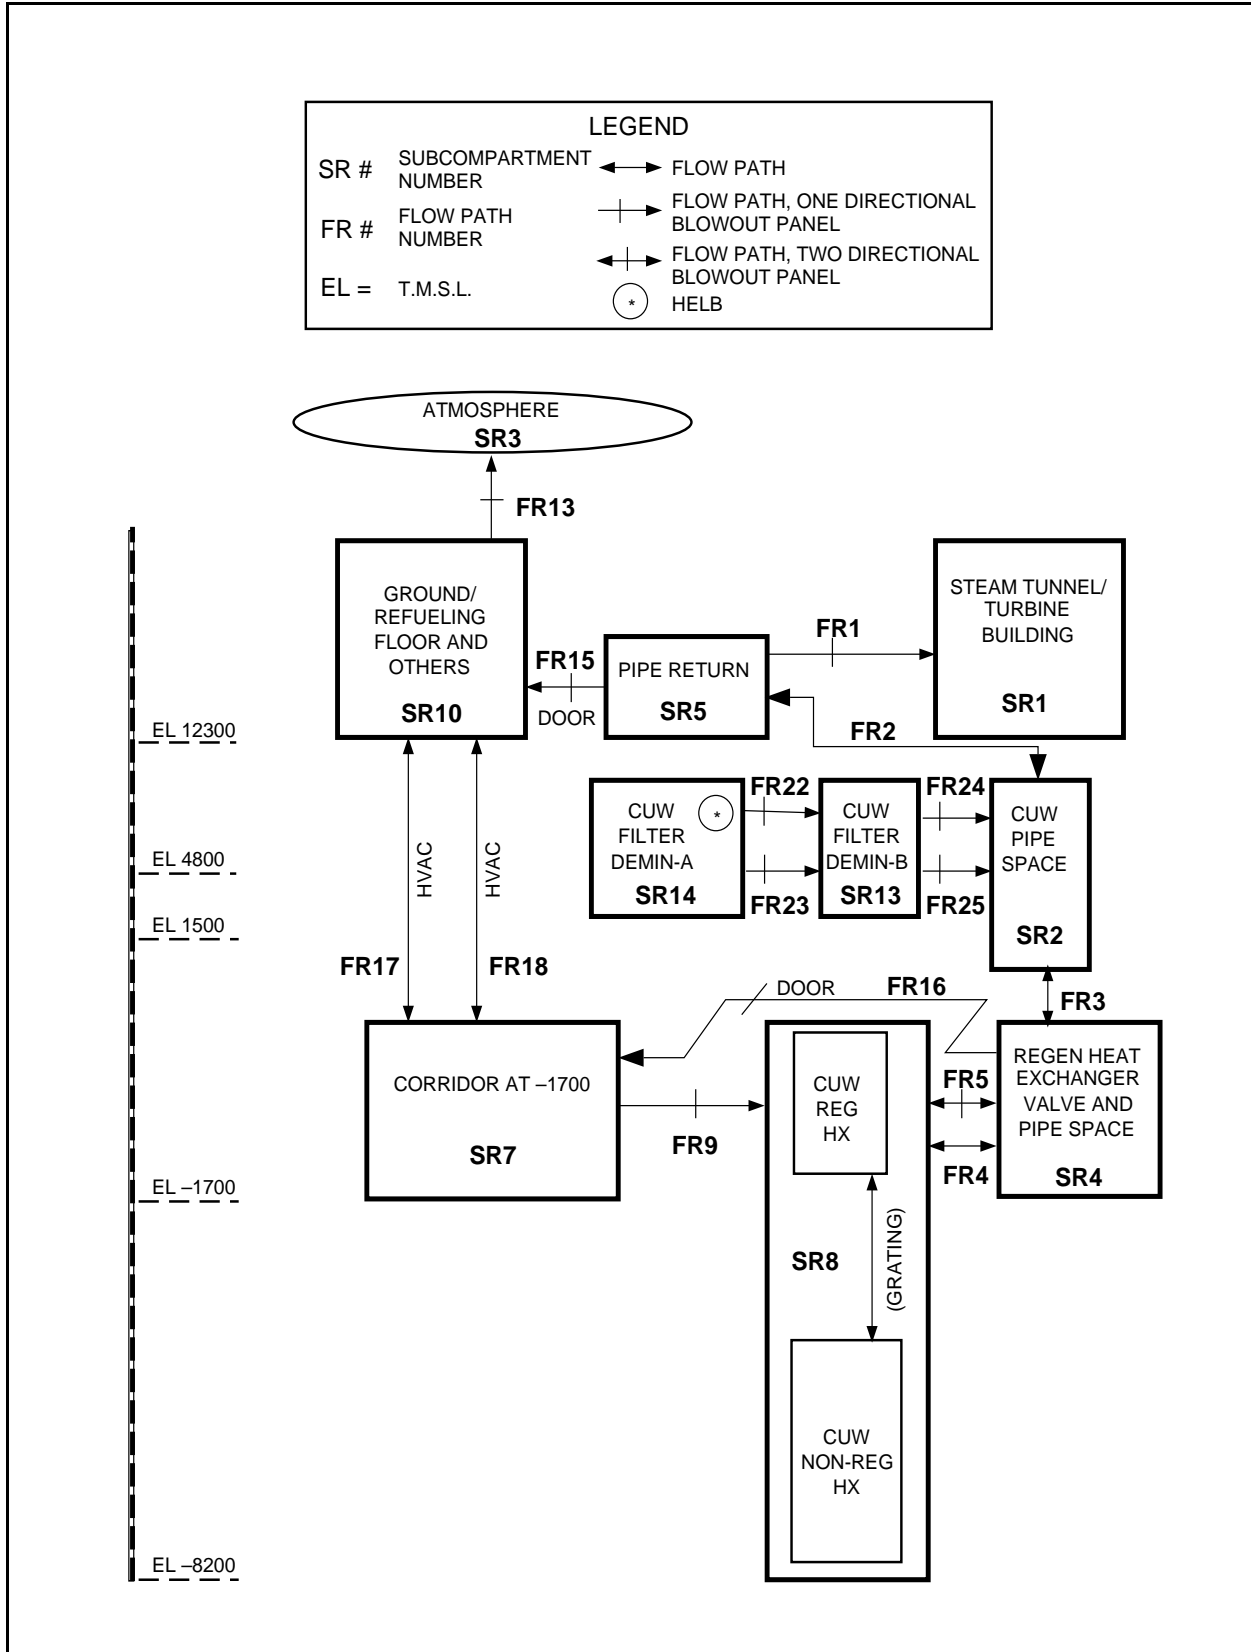 LEGEND
SR #
SUBCOMPARTMENT
NUMBER
FR #
FLOW PATH
NUMBER
EL =
T.M.S.L.
FLOW PATH
FLOW PATH, ONE DIRECTIONAL
BLOWOUT PANEL
FLOW PATH, TWO DIRECTIONAL
BLOWOUT PANEL
* HELB
ATMOSPHERE
SR3
FR13
GROUND/
REFUELING
FLOOR AND
OTHERS
SR10
FR15
DOOR
PIPE RETURN
SR5
FR1
STEAM TUNNEL/
TURBINE
BUILDING
SR1
FR2
EL 12300
EL 4800
EL 1500
EL –1700
EL –8200
HVAC
HVAC
FR17
FR18
CUW
FILTER
DEMIN-A
SR14
*
FR22
FR23
CUW
FILTER
DEMIN-B
SR13
FR24
FR25
CUW
PIPE
SPACE
SR2
FR3
DOOR
FR16
CORRIDOR AT –1700
SR7
FR9
CUW
REG
HX
SR8
(GRATING)
CUW
NON-REG
HX
FR5
FR4
REGEN HEAT
EXCHANGER
VALVE AND
PIPE SPACE
SR4